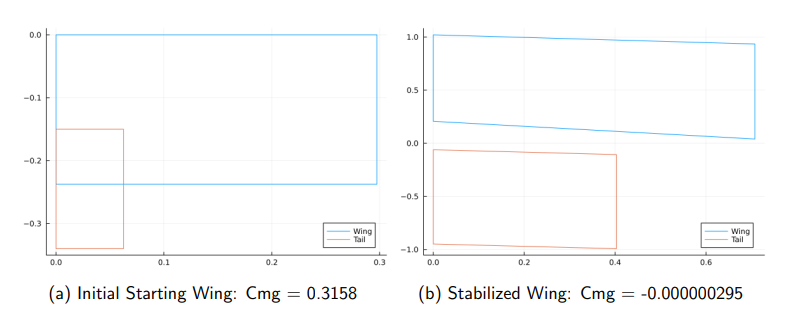 0.0
−0.1
−0.2
−0.3
0.0
0.1
0.2
0.3
Wing
Tail
(a) Initial Starting Wing: Cmg = 0.3158
1.0
0.5
0.0
−0.5
−1.0
0.0
0.2
0.4
0.6
Wing
Tail
(b) Stabilized Wing: Cmg = -0.000000295